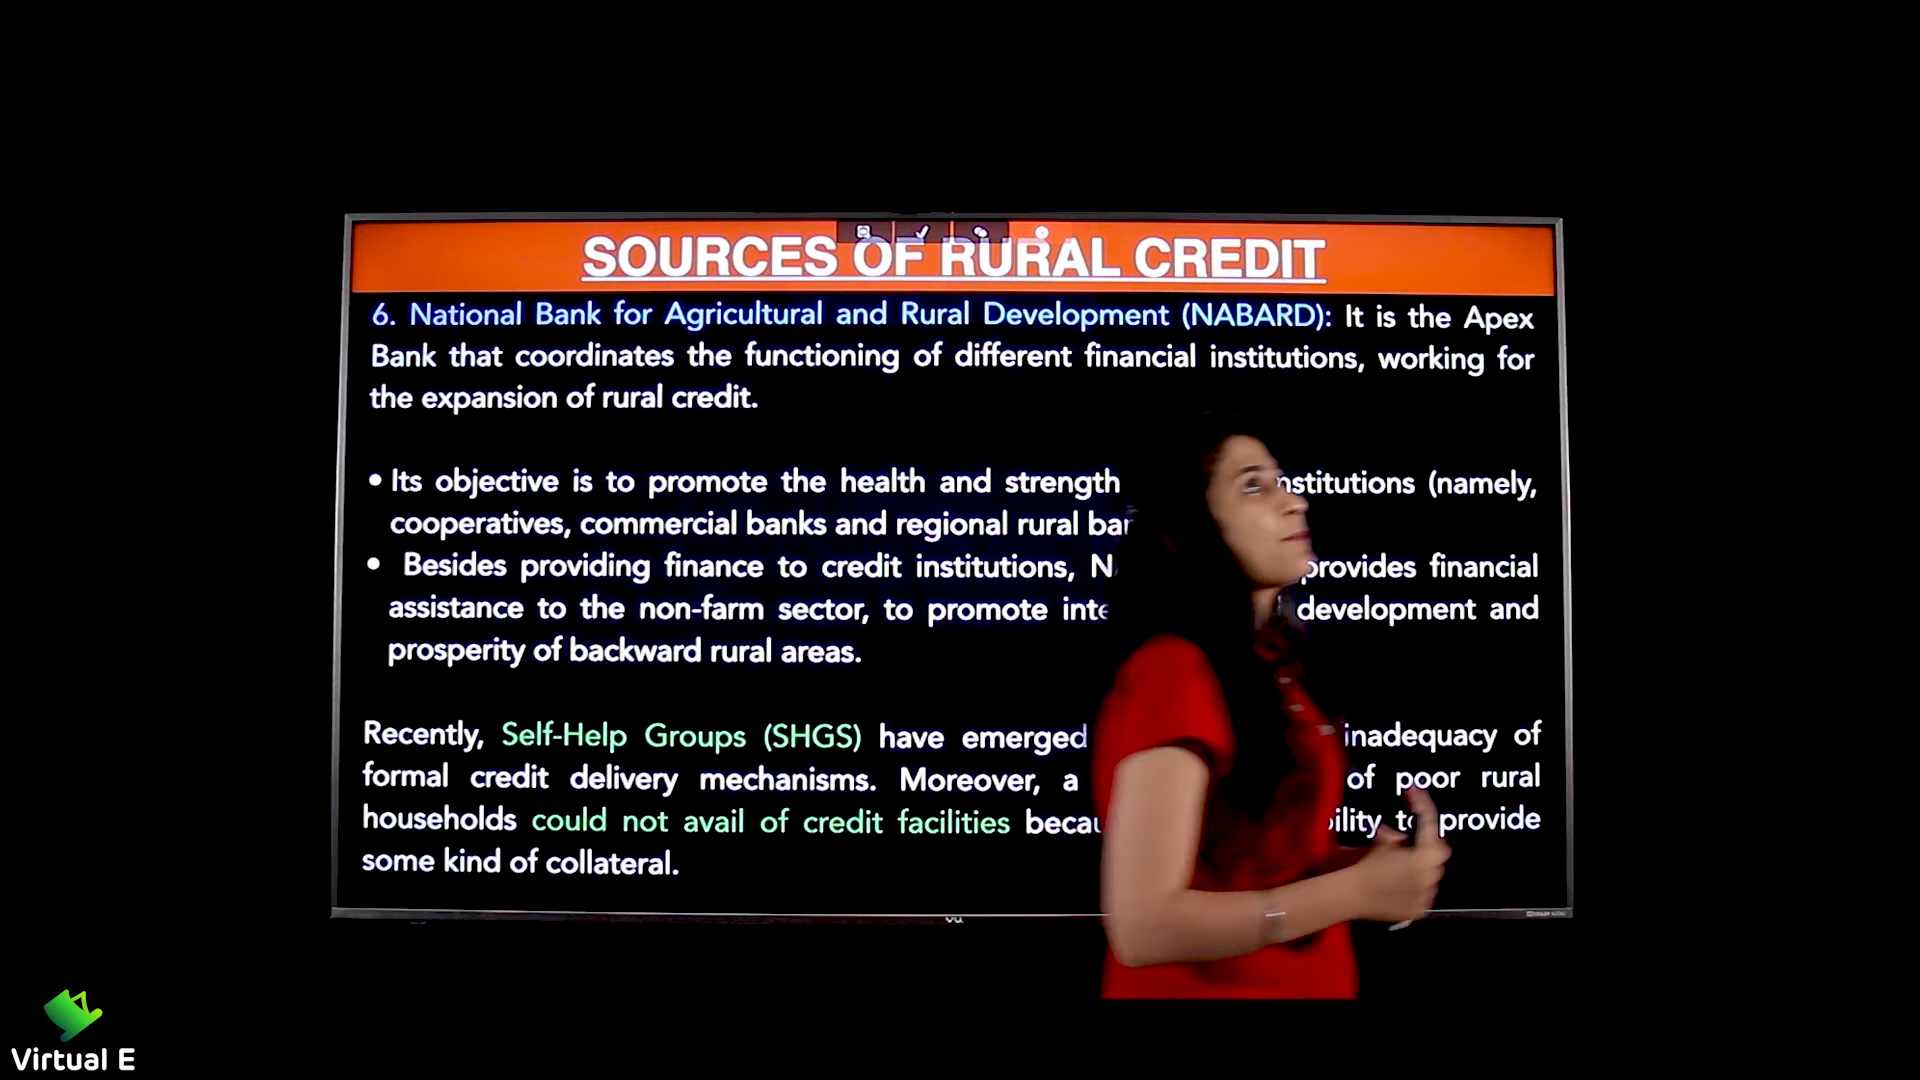 SOURCES OF RURAL CREDIT
6. National Bank for Agricultural and Rural Development (NABARD): It is the Apex
Bank that coordinates the functioning of different financial institutions, working for
the expansion of rural credit.
• Its objective is to promote the health and strength nstitutions (namely,
cooperatives, commercial banks and regional rural
• Besides providing finance to credit institutions, provides financial
assistance to the non-farm sector, to promote development and
prosperity of backward rural areas.
Recently, Self-Help Groups (SHGS) have emerged inadequacy of
formal credit delivery mechanisms. Moreover, a of poor rural
households could not avail of credit facilities provide
some kind of collateral.
Virtual E